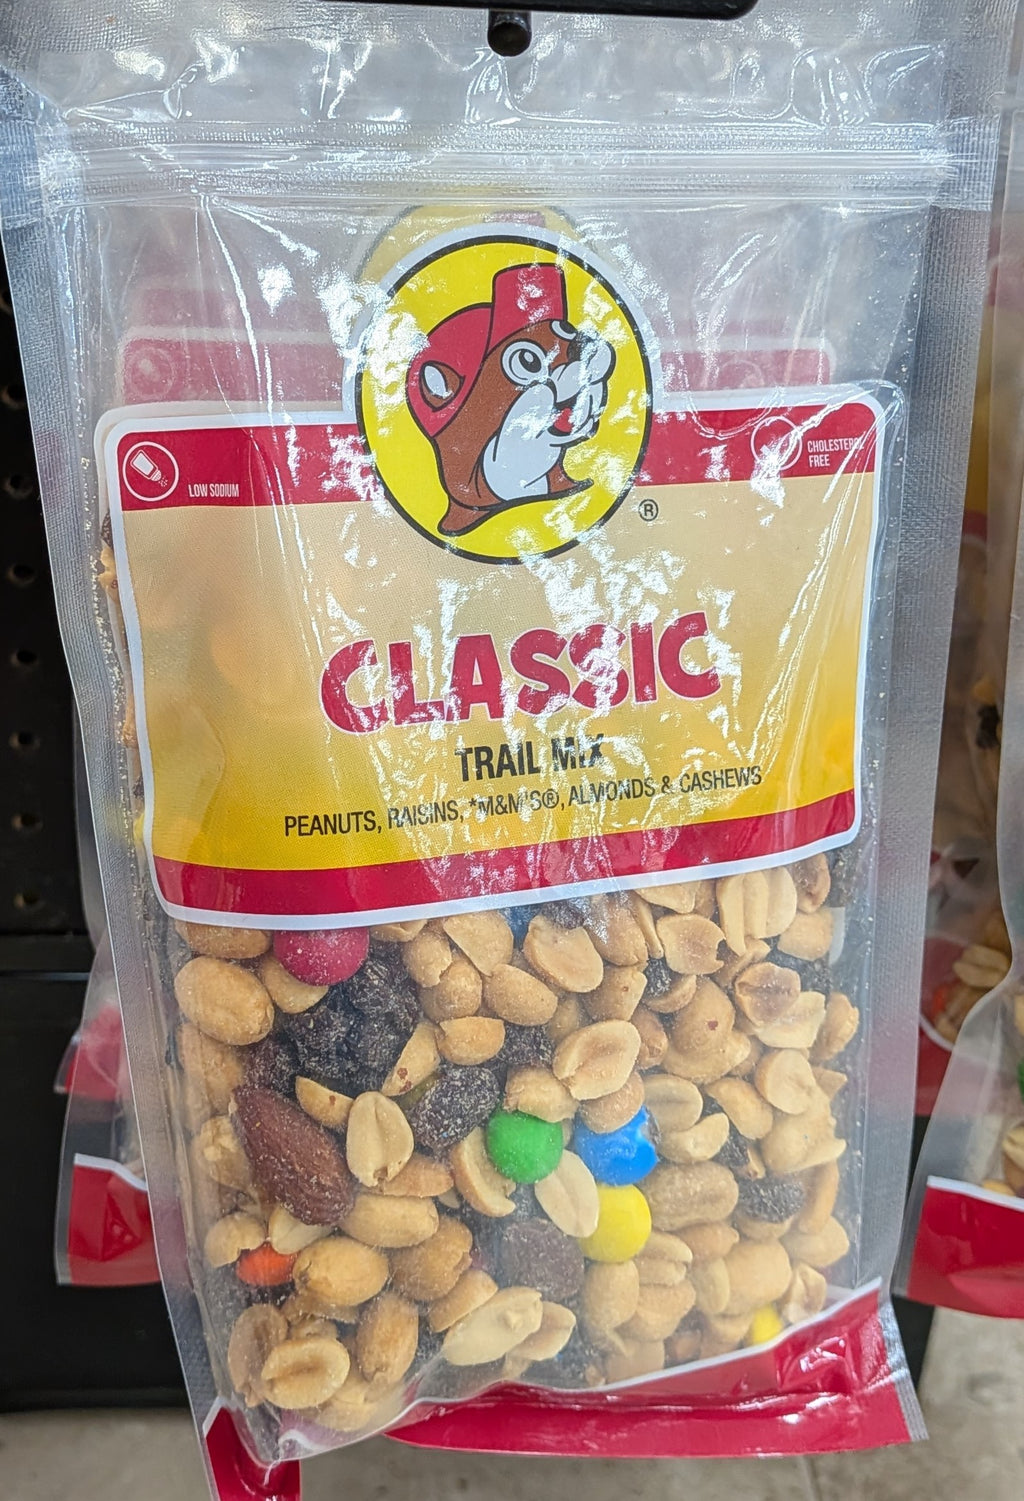 LOW SODIUM
CHOLESTEROL
FREE
®
CLASSIC
TRAIL MIX
PEANUTS, RAISINS, *M&M'S®, ALMONDS & CASHEWS